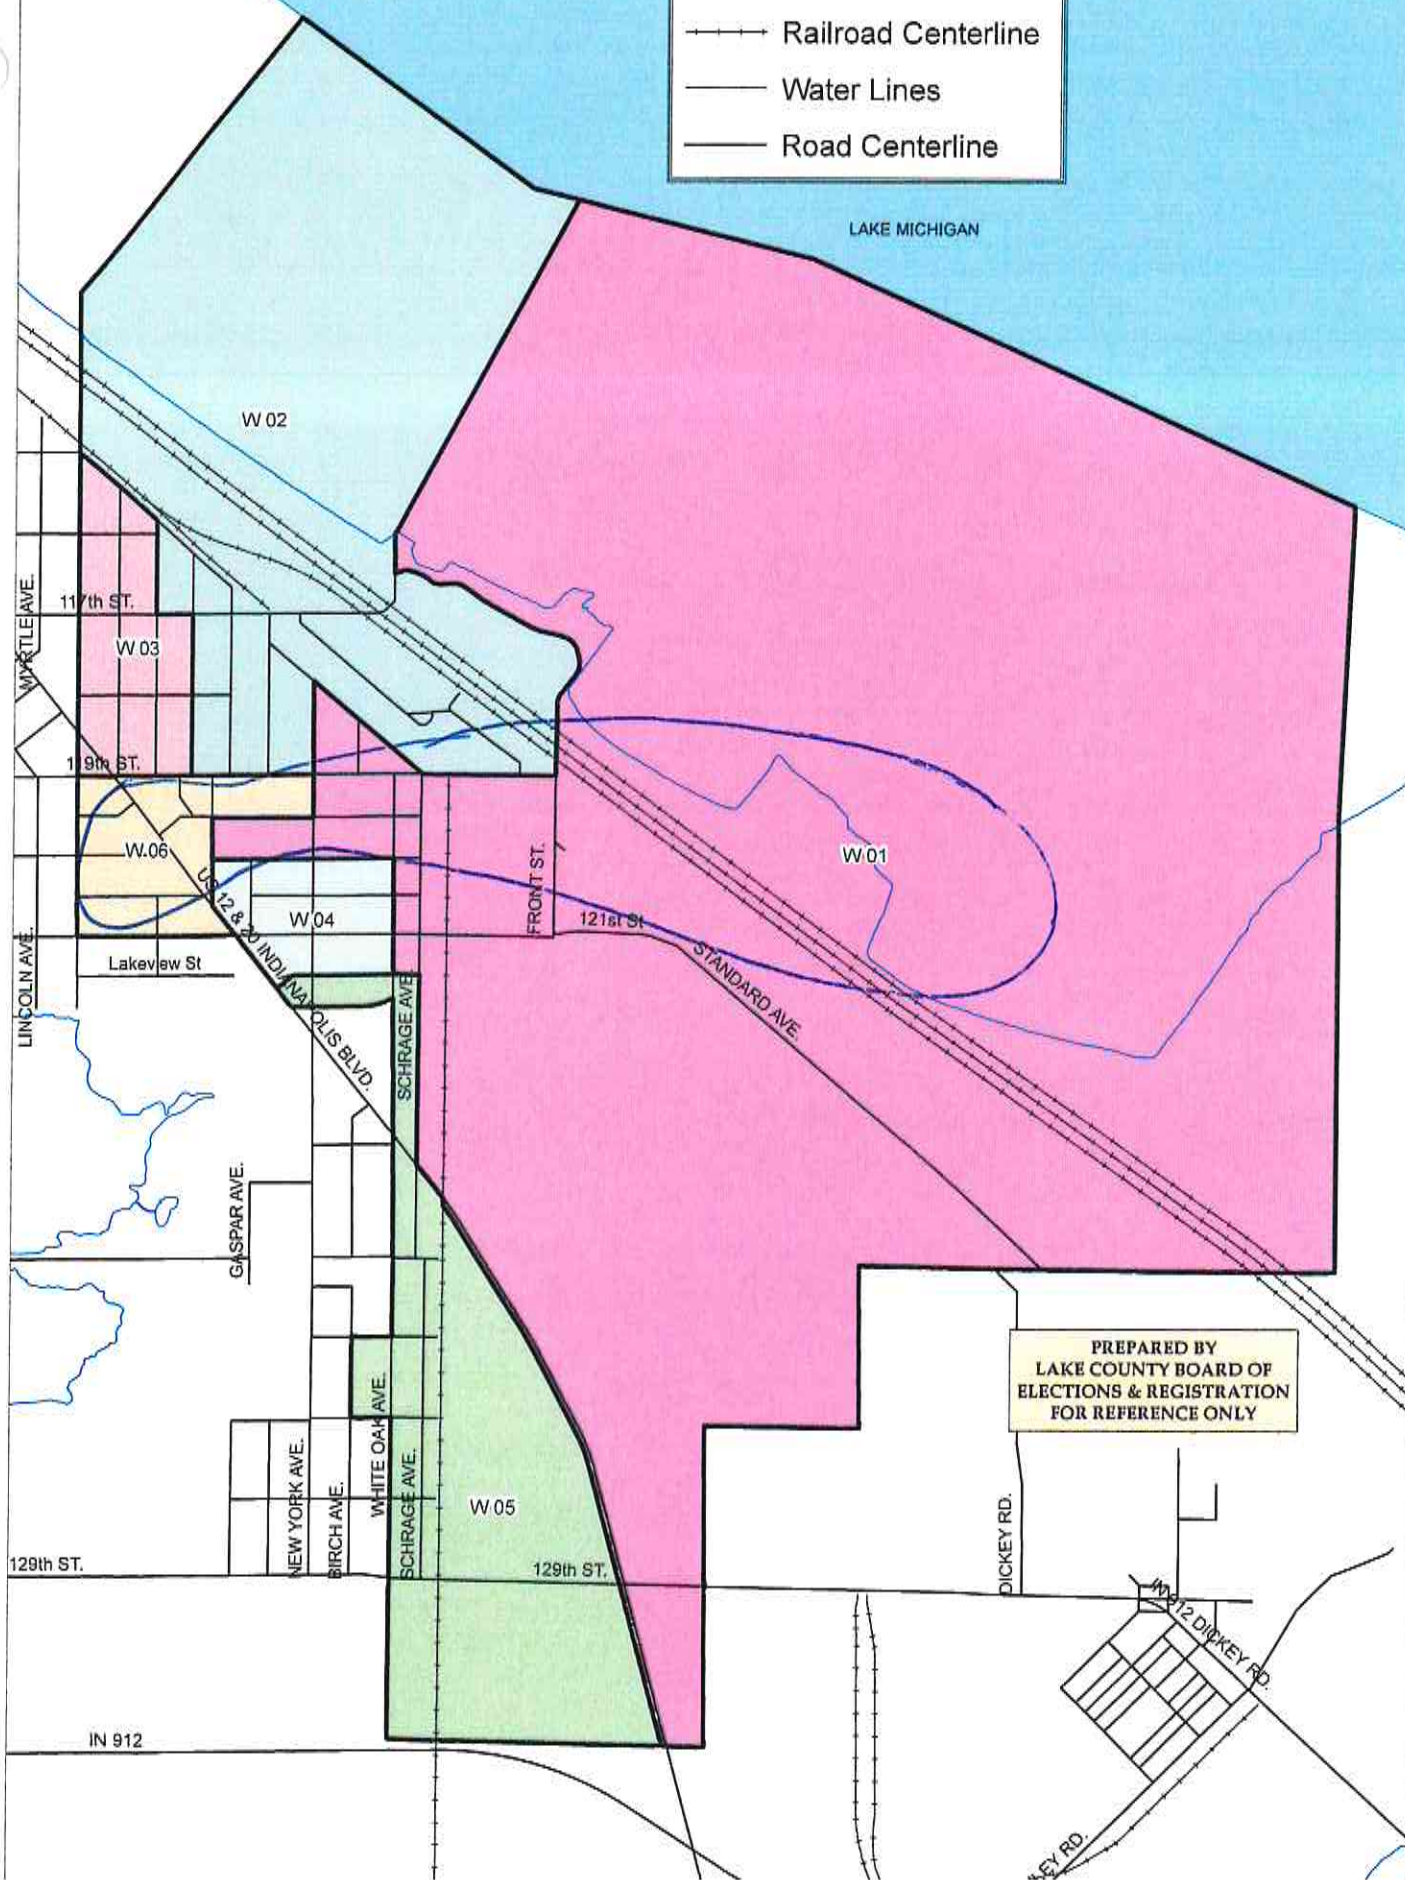 Railroad Centerline
Water Lines
Road Centerline
LAKE MICHIGAN
W 02
MYRTLE AVE.
117th ST.
W 03
119th ST.
W 06
W 01
FRONT ST.
US 12 & 20 INDIANAPOLIS BLVD.
W 04
121st St
LINCOLN AVE.
Lakeview St
STANDARD AVE.
SCHRAGE AVE
GASPAR AVE.
PREPARED BY
LAKE COUNTY BOARD OF
ELECTIONS & REGISTRATION
FOR REFERENCE ONLY
WHITE OAK AVE.
NEW YORK AVE.
BIRCH AVE.
SCHRAGE AVE.
W 05
DICKEY RD.
129th ST.
129th ST.
IN 912 DICKEY RD.
IN 912
RD.